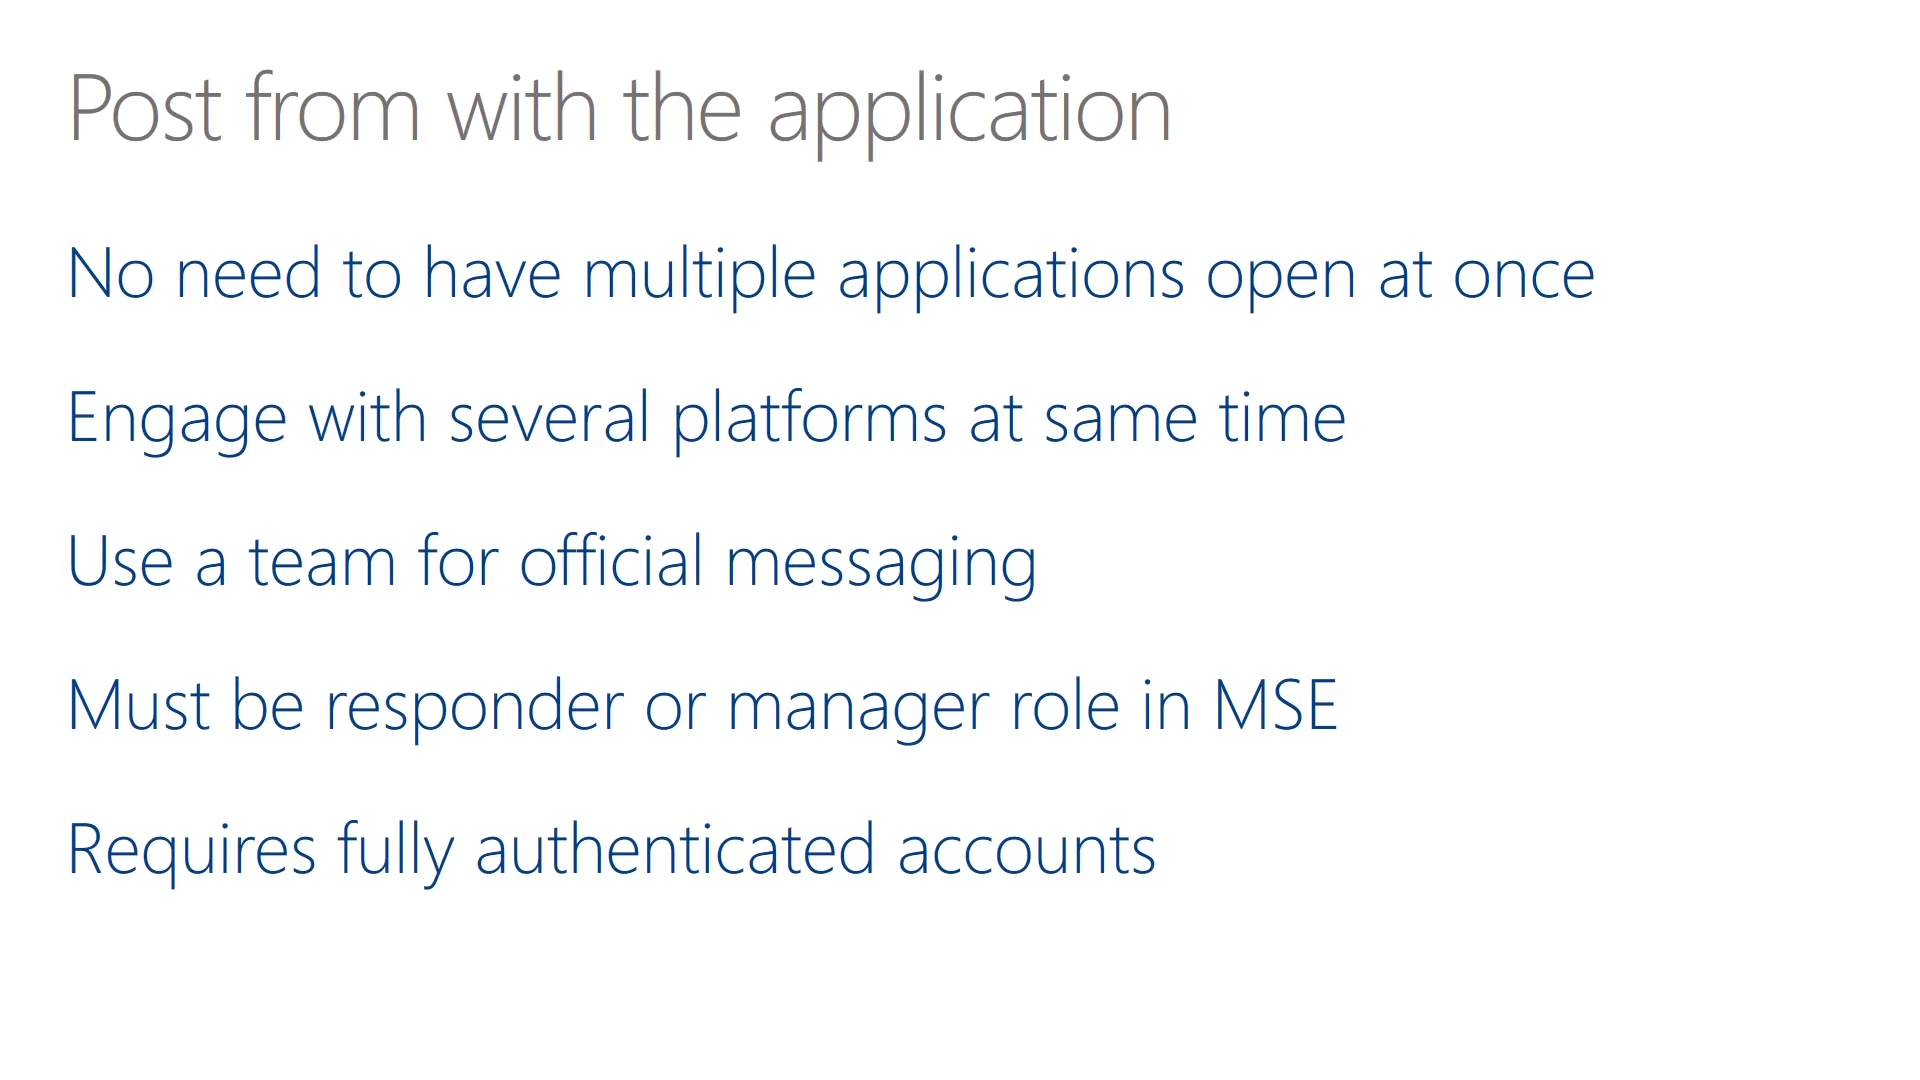 Post from with the application
No need to have multiple applications open at once
Engage with several platforms at same time
Use a team for official messaging
Must be responder or manager role in MSE
Requires fully authenticated accounts